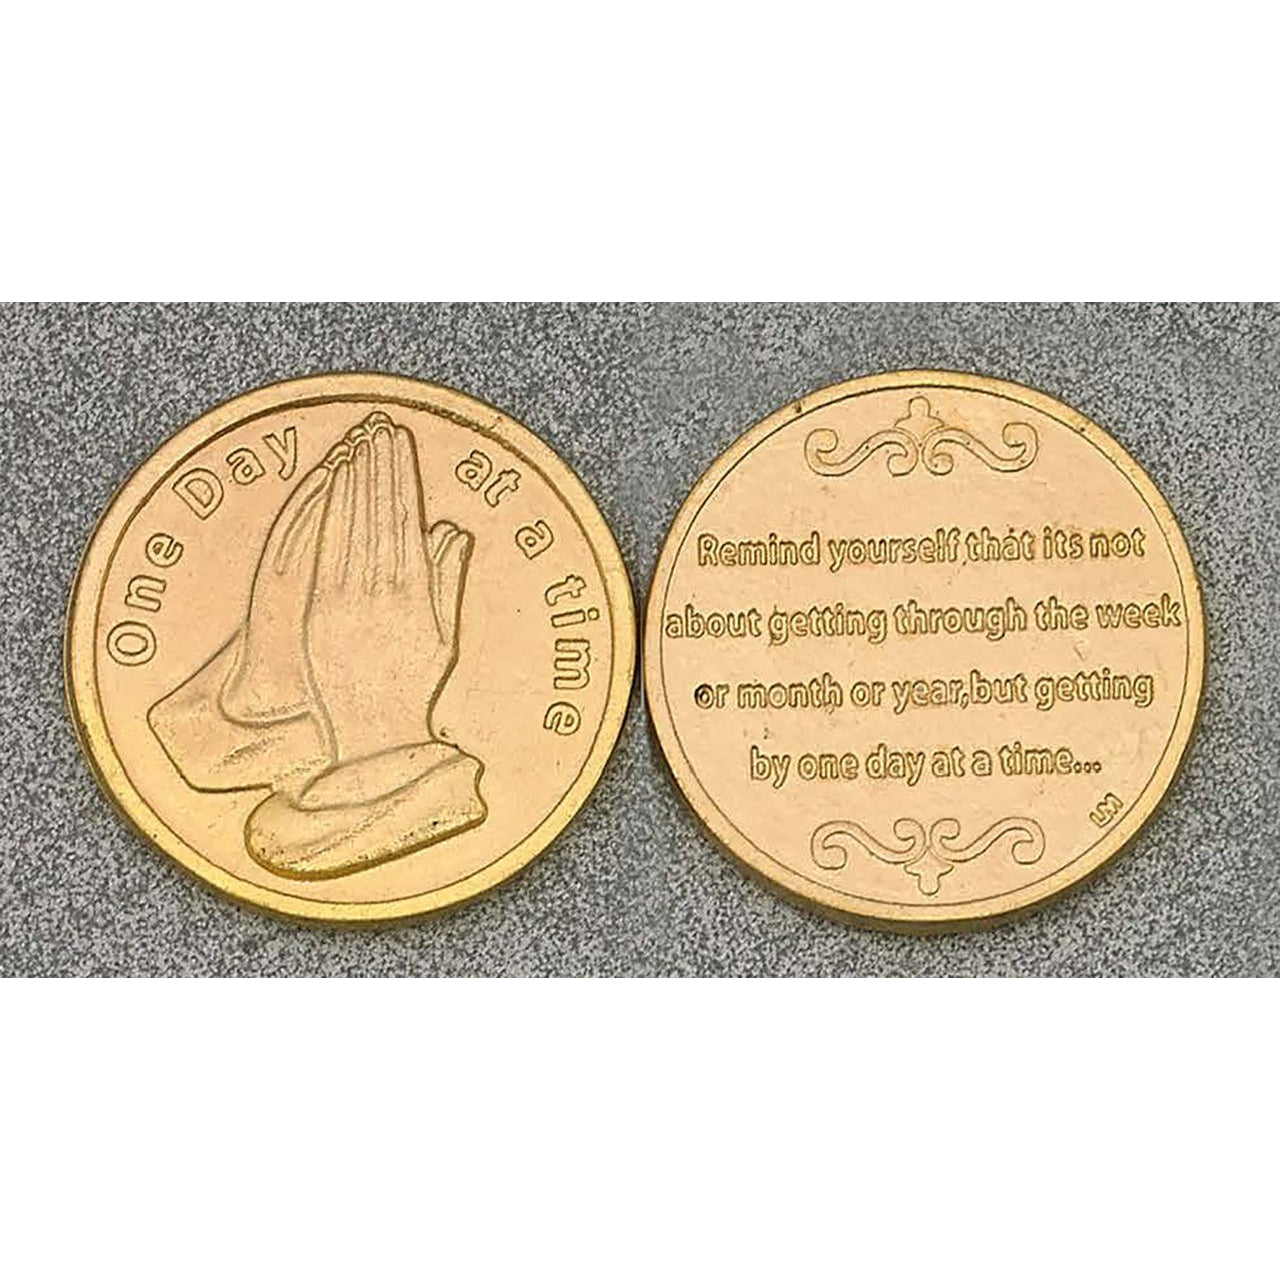 One Day at a time
Remind yourself, that its not
about getting through the week
or month or year, but getting
by one day at a time...